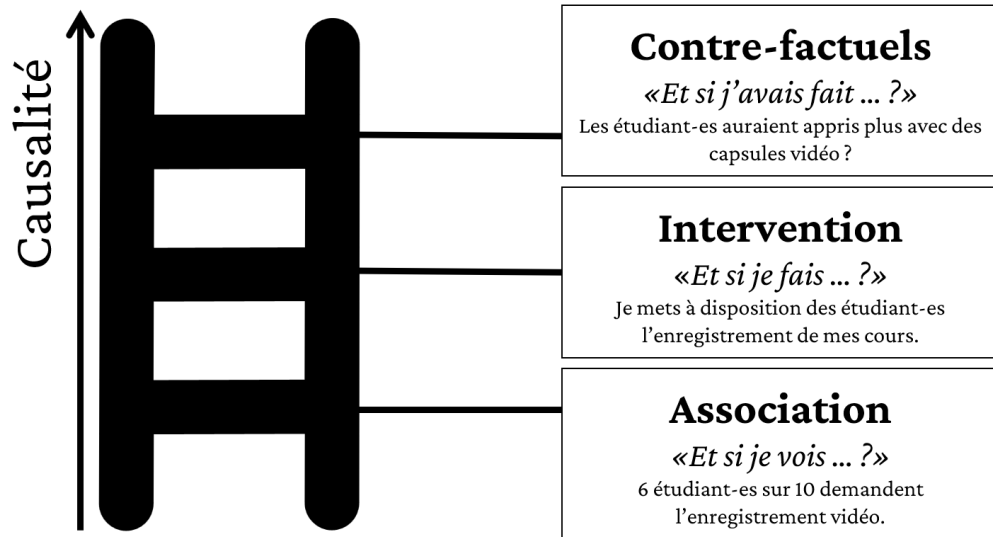 Causalité
Contre-factuels
«Et si j’avais fait ... ?»
Les étudiant-es auraient appris plus avec des
capsules vidéo ?
Intervention
«Et si je fais ... ?»
Je mets à disposition des étudiant-es
l’enregistrement de mes cours.
Association
«Et si je vois ... ?»
6 étudiant-es sur 10 demandent
l’enregistrement vidéo.